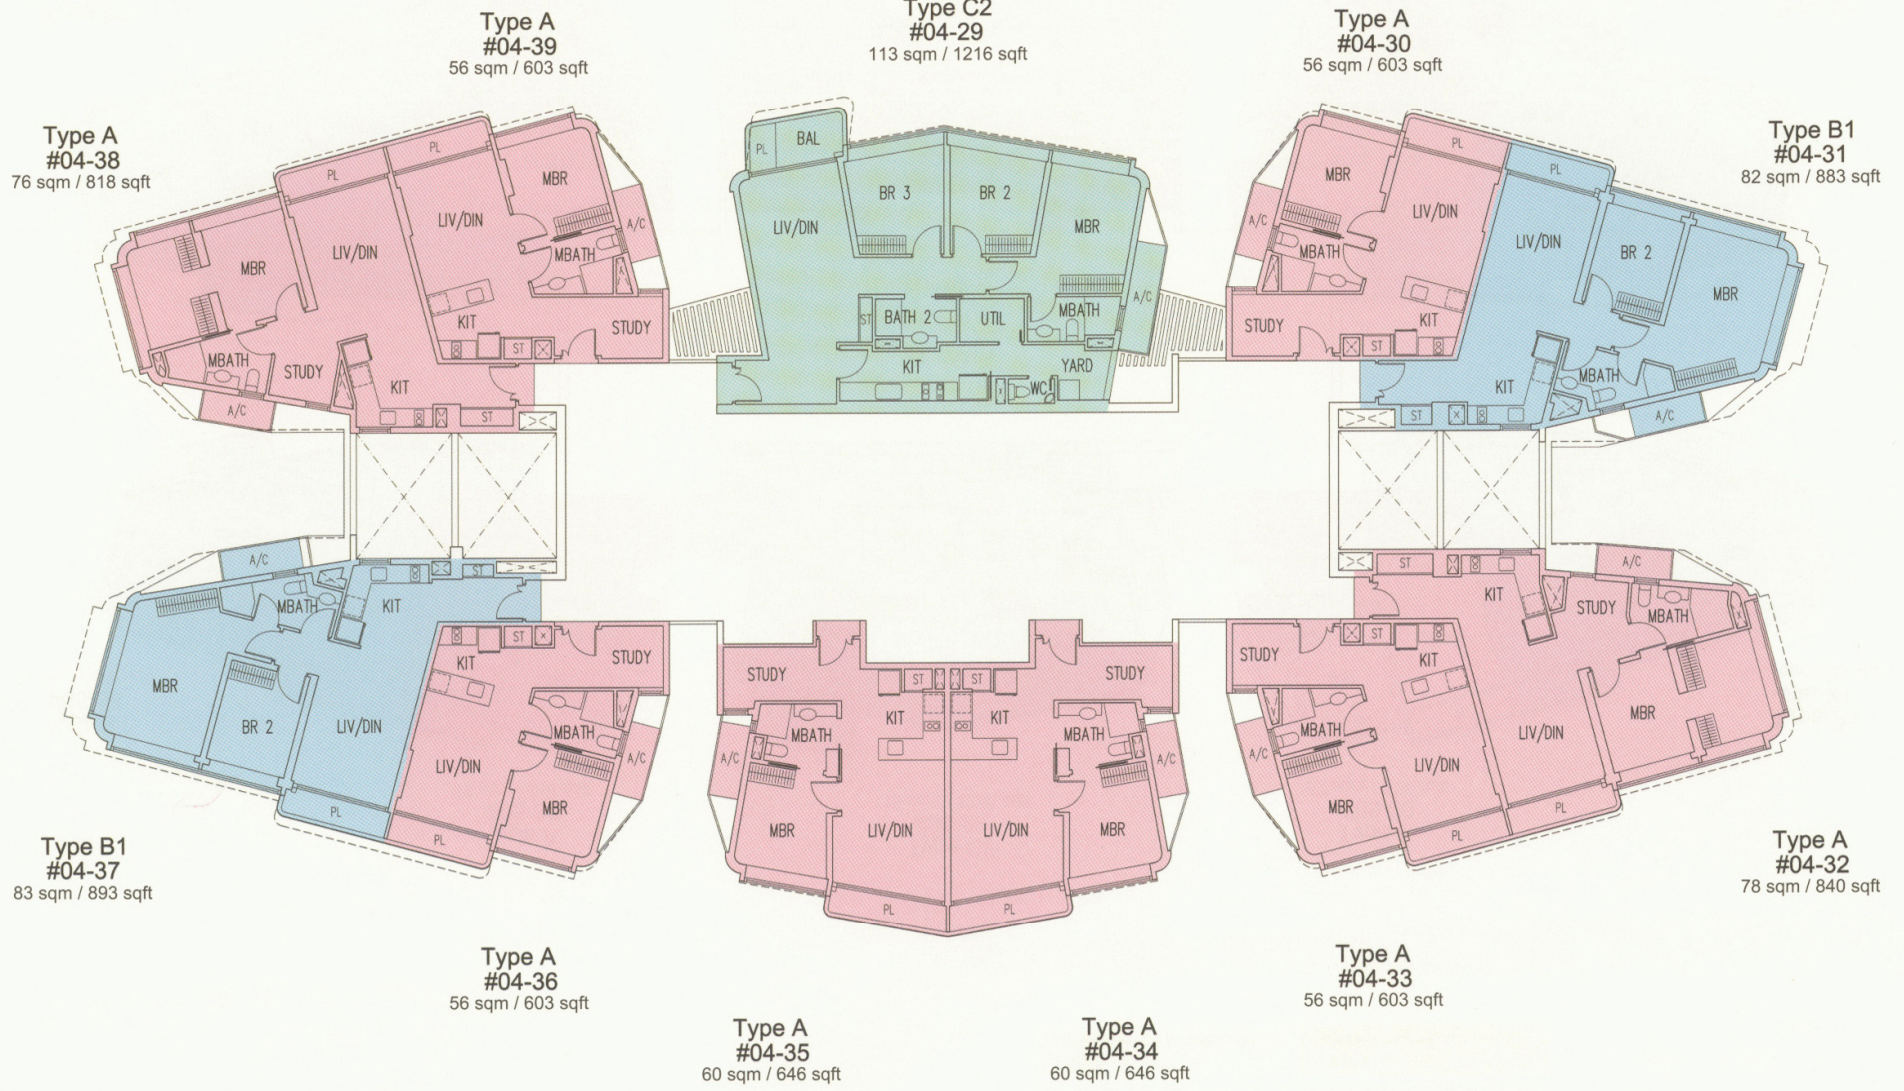 Type A
#04-39
56 sqm / 603 sqft
Type C2
#04-29
113 sqm / 1216 sqft
Type A
#04-30
56 sqm / 603 sqft
Type A
#04-38
76 sqm / 818 sqft
Type B1
#04-31
82 sqm / 883 sqft
PL
PL
MBR
A/C
LIV/DIN
LIV/DIN
MBR
MBATH
KIT
ST
STUDY
MBATH
STUDY
KIT
A/C
ST
PL
BAL
BR 3
BR 2
LIV/DIN
MBR
A/C
ST
BATH 2
UTIL
MBATH
KIT
YARD
WC
PL
PL
MBR
A/C
LIV/DIN
LIV/DIN
BR 2
MBR
MBATH
STUDY
KIT
ST
MBATH
KIT
ST
A/C
A/C
ST
MBATH
KIT
MBR
BR 2
LIV/DIN
PL
KIT
ST
STUDY
MBATH
A/C
LIV/DIN
MBR
PL
STUDY
ST
ST
STUDY
KIT
KIT
MBATH
MBATH
A/C
A/C
MBR
LIV/DIN
LIV/DIN
MBR
PL
PL
ST
A/C
KIT
STUDY
MBATH
STUDY
ST
KIT
MBATH
A/C
LIV/DIN
LIV/DIN
MBR
MBR
PL
PL
Type B1
#04-37
83 sqm / 893 sqft
Type A
#04-32
78 sqm / 840 sqft
Type A
#04-36
56 sqm / 603 sqft
Type A
#04-33
56 sqm / 603 sqft
Type A
#04-35
60 sqm / 646 sqft
Type A
#04-34
60 sqm / 646 sqft